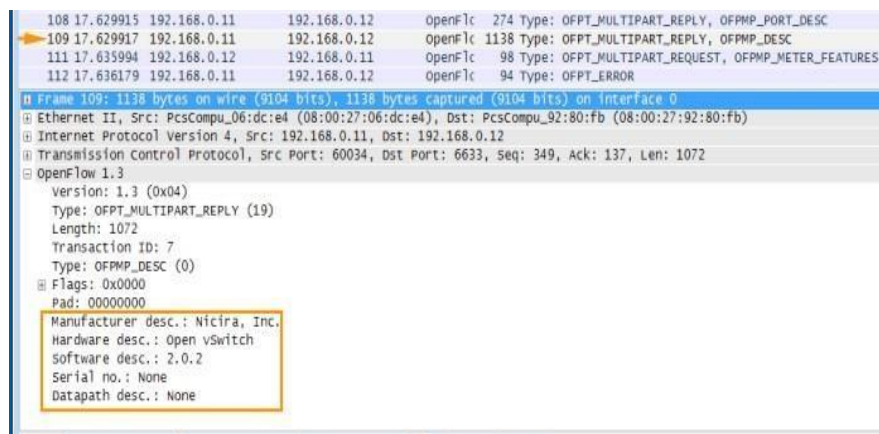 108 17.629915 192.168.0.11 192.168.0.12 OpenFlc 274 Type: OFPT_MULTIPART_REPLY, OFPMP_PORT_DESC
109 17.629917 192.168.0.11 192.168.0.12 OpenFlc 1138 Type: OFPT_MULTIPART_REPLY, OFPMP_DESC
111 17.635994 192.168.0.12 192.168.0.11 OpenFlc 98 Type: OFPT_MULTIPART_REQUEST, OFPMP_METER_FEATURES
112 17.636179 192.168.0.11 192.168.0.12 OpenFlc 94 Type: OFPT_ERROR
Frame 109: 1138 bytes on wire (9104 bits), 1138 bytes captured (9104 bits) on interface 0
Ethernet II, Src: PcsCompu_06:dc:e4 (08:00:27:06:dc:e4), Dst: PcsCompu_92:80:fb (08:00:27:92:80:fb)
Internet Protocol Version 4, Src: 192.168.0.11, Dst: 192.168.0.12
Transmission Control Protocol, Src Port: 60034, Dst Port: 6633, Seq: 349, Ack: 137, Len: 1072
OpenFlow 1.3
Version: 1.3 (0x04)
Type: OFPT_MULTIPART_REPLY (19)
Length: 1072
Transaction ID: 7
Type: OFPMP_DESC (0)
Flags: 0x0000
Pad: 00000000
Manufacturer desc.: Nicira, Inc.
Hardware desc.: Open vSwitch
Software desc.: 2.0.2
Serial no.: None
Datapath desc.: None